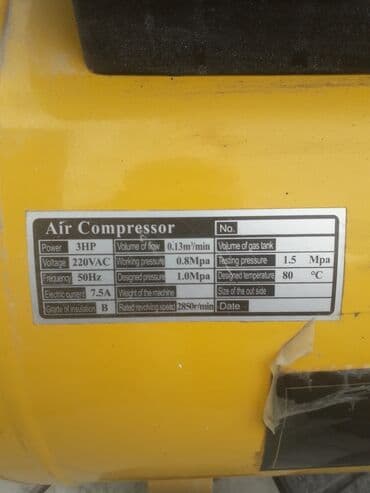 Air Compressor No.
Power 3HP Volume of flow 0.13m³/min Volume of gas tank
Voltage 220VAC Working pressure 0.8Mpa Testing pressure 1.5 Mpa
Frequency 50Hz Designed pressure 1.0Mpa Designed temperature 80 °C
Electric current 7.5A Weight of the machine Size of the out side
Grade of insulation B Rated revolving speed 2850r/min Date